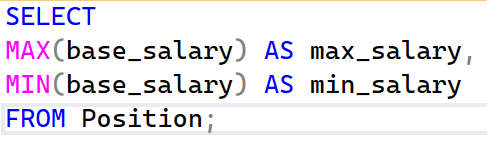 SELECT
MAX(base_salary) AS max_salary,
MIN(base_salary) AS min_salary
FROM Position;